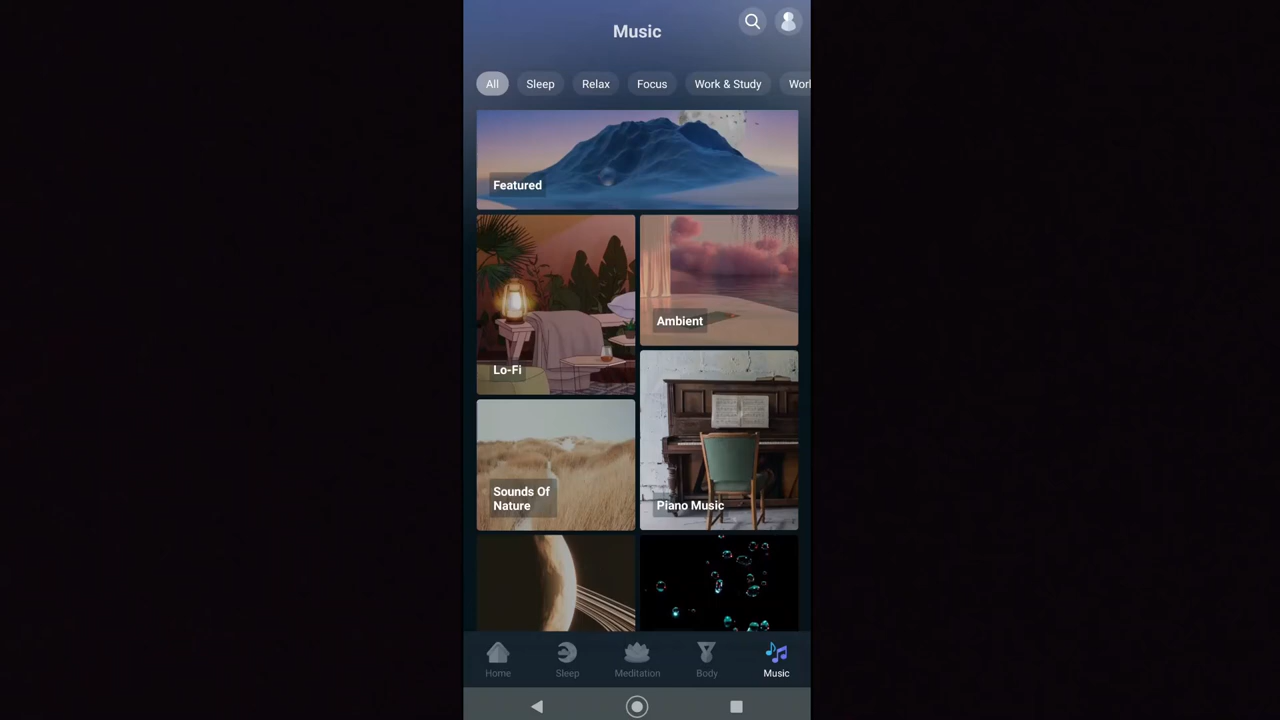 Music
All
Sleep
Relax
Focus
Work & Study
Featured
Lo-Fi
Ambient
Sounds Of
Nature
Piano Music
Home
Sleep
Meditation
Body
Music